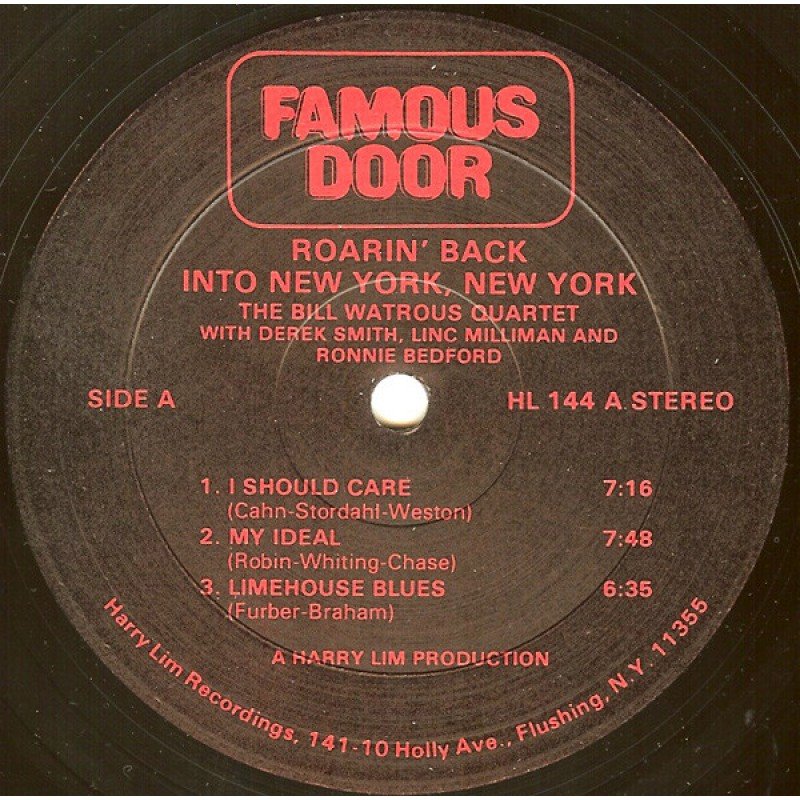 FAMOUS
DOOR
ROARIN' BACK
INTO NEW YORK, NEW YORK
THE BILL WATROUS QUARTET
WITH DEREK SMITH, LINC MILLIMAN AND
RONNIE BEDFORD
SIDE A
HL 144 A STEREO
1. I SHOULD CARE 7:16
(Cahn-Stordahl-Weston)
2. MY IDEAL 7:48
(Robin-Whiting-Chase)
3. LIMEHOUSE BLUES 6:35
(Furber-Braham)
A HARRY LIM PRODUCTION
Harry Lim Recordings, 141-10 Holly Ave., Flushing, N.Y. 11355